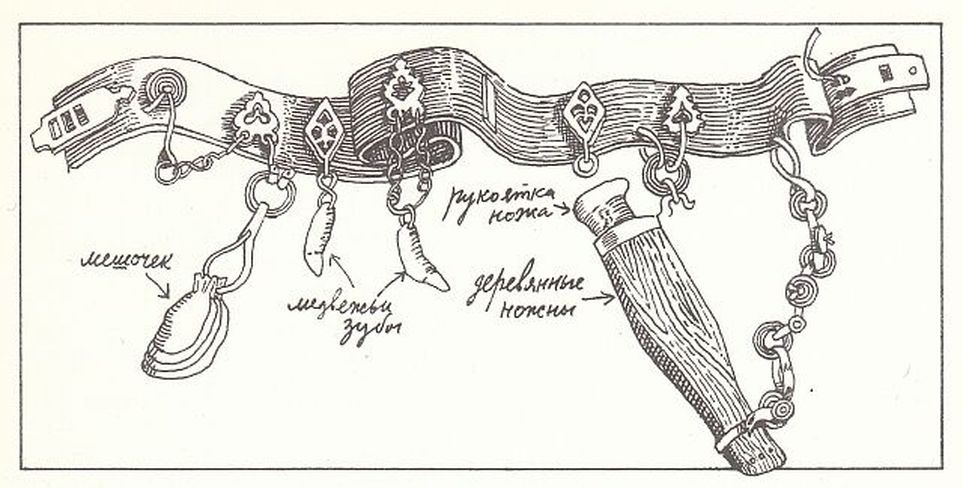 рукоятка
ножа
мешочек
деревянные
ножны
медвежьи
зубы